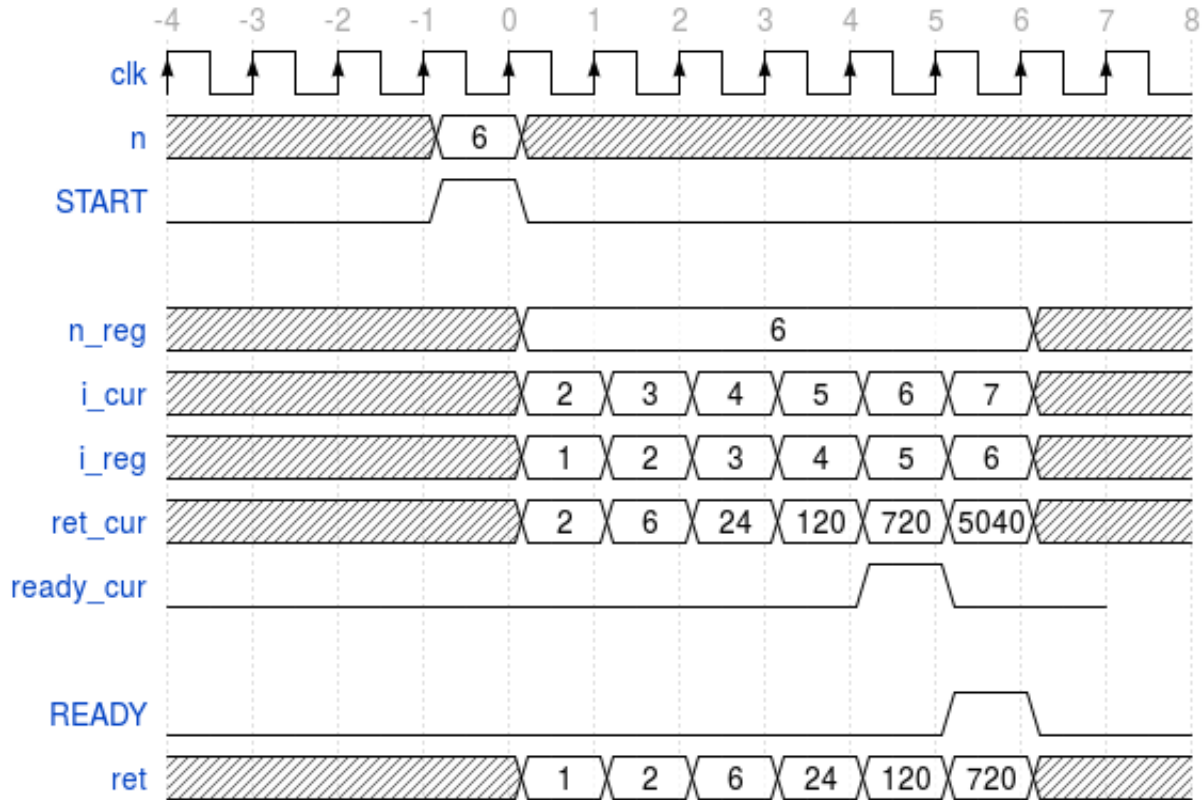 -4 -3 -2 -1 0 1 2 3 4 5 6 7 8
clk
n 6
START
n_reg 6
i_cur 2 3 4 5 6 7
i_reg 1 2 3 4 5 6
ret_cur 2 6 24 120 720 5040
ready_cur
READY
ret 1 2 6 24 120 720